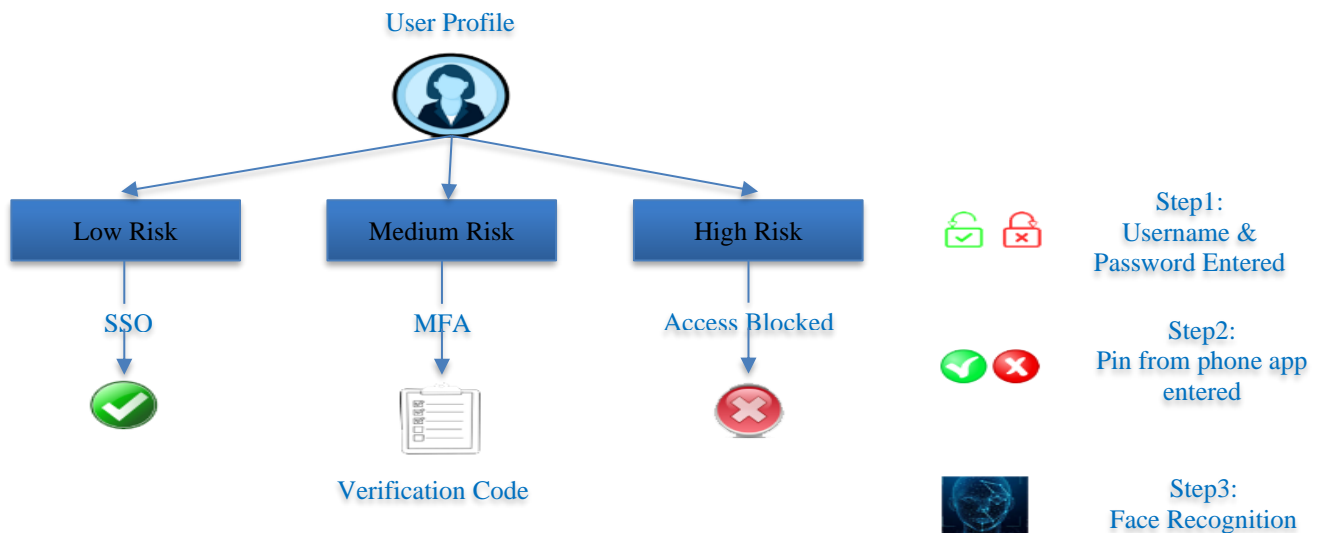 User Profile
Low Risk
Medium Risk
High Risk
SSO
MFA
Access Blocked
Verification Code
Step1:
Username &
Password Entered
Step2:
Pin from phone app
entered
Step3:
Face Recognition